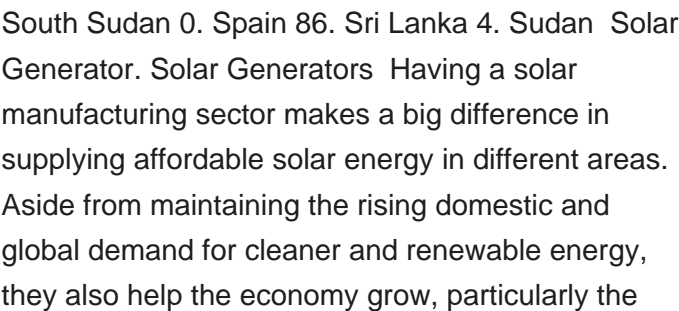 South Sudan 0. Spain 86. Sri Lanka 4. Sudan  Solar
Generator. Solar Generators  Having a solar
manufacturing sector makes a big difference in
supplying affordable solar energy in different areas.
Aside from maintaining the rising domestic and
global demand for cleaner and renewable energy,
they also help the economy grow, particularly the